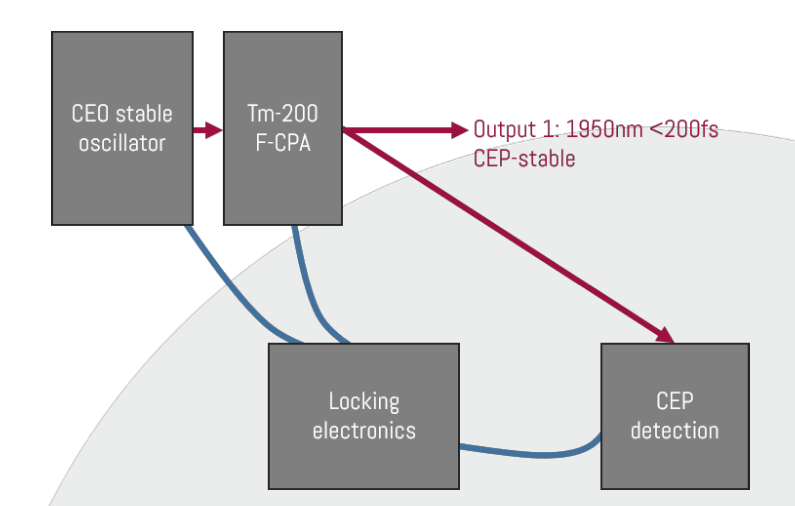 CEO stable
oscillator
Tm-200
F-CPA
Output 1: 1950nm <200fs
CEP-stable
Locking
electronics
CEP
detection